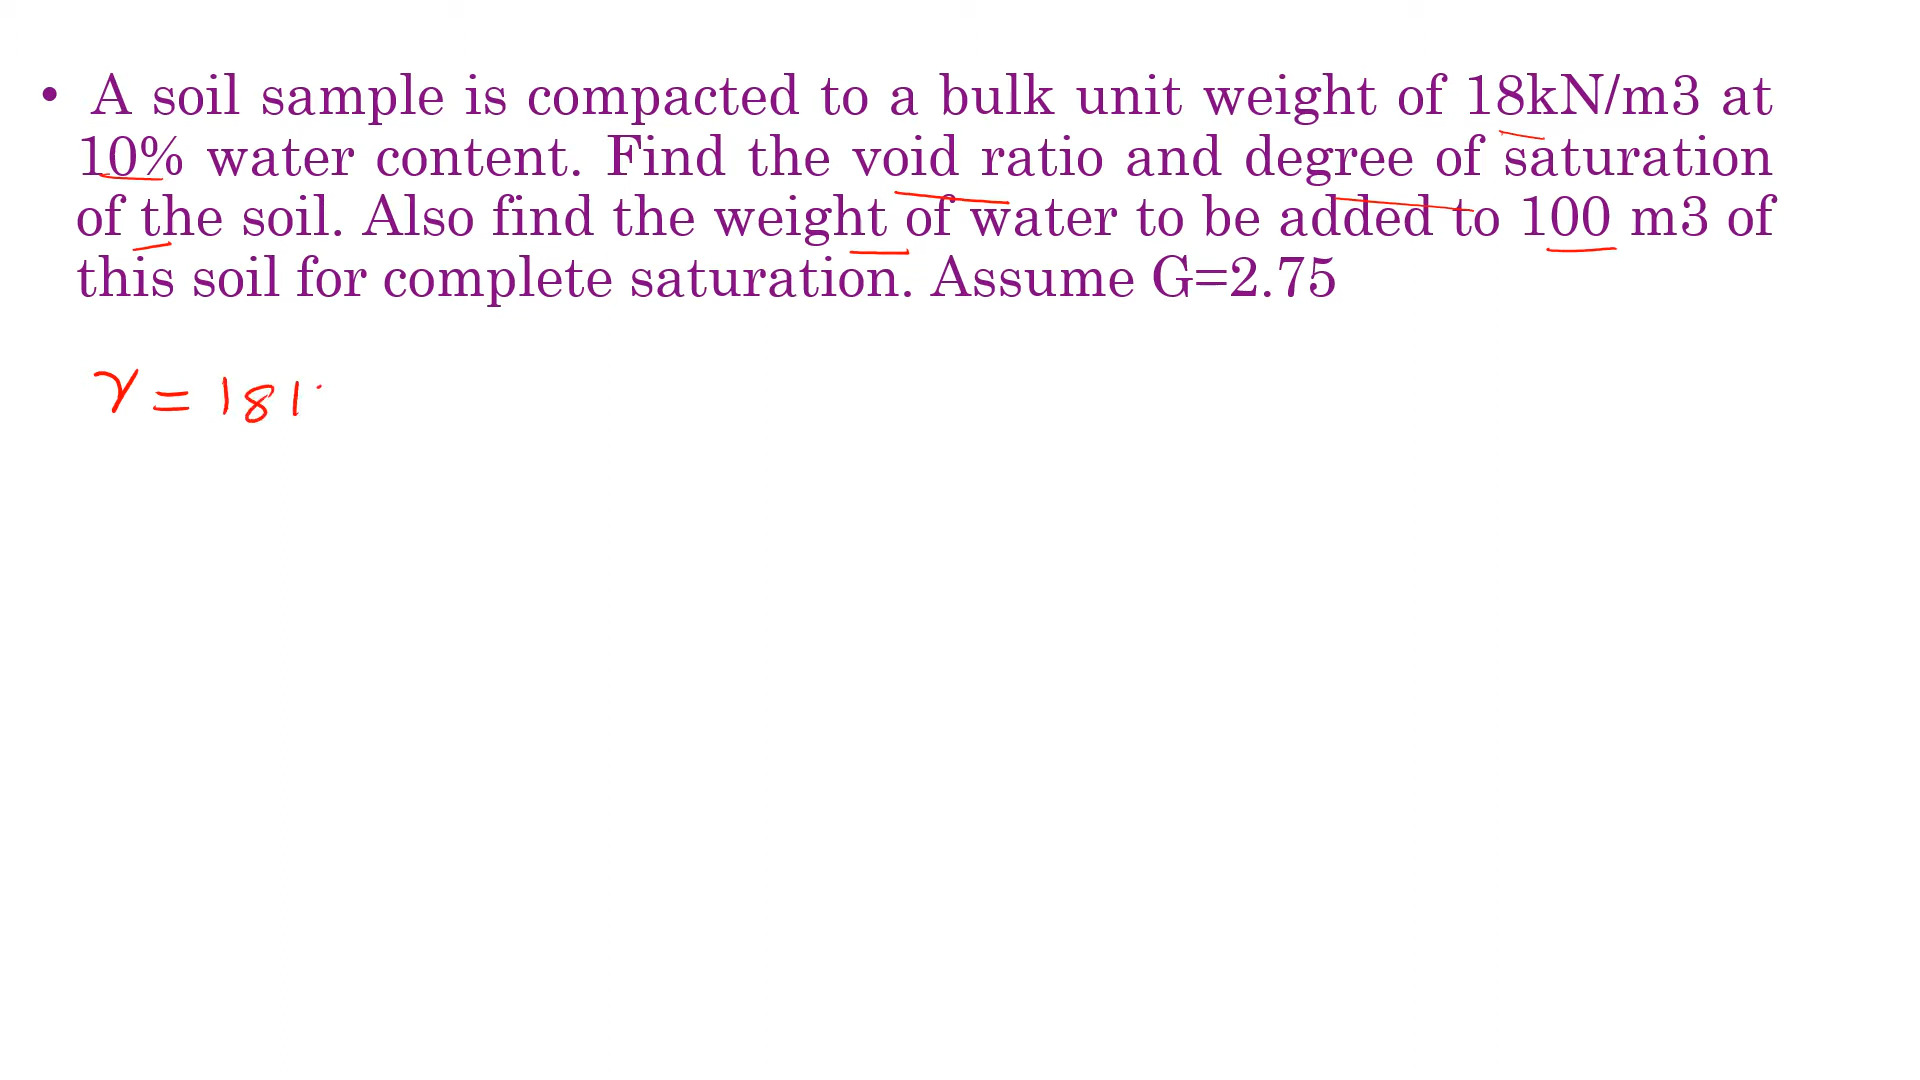 • A soil sample is compacted to a bulk unit weight of 18kN/m3 at
10% water content. Find the void ratio and degree of saturation
of the soil. Also find the weight of water to be added to 100 m3 of
this soil for complete saturation. Assume G=2.75
γ = 18